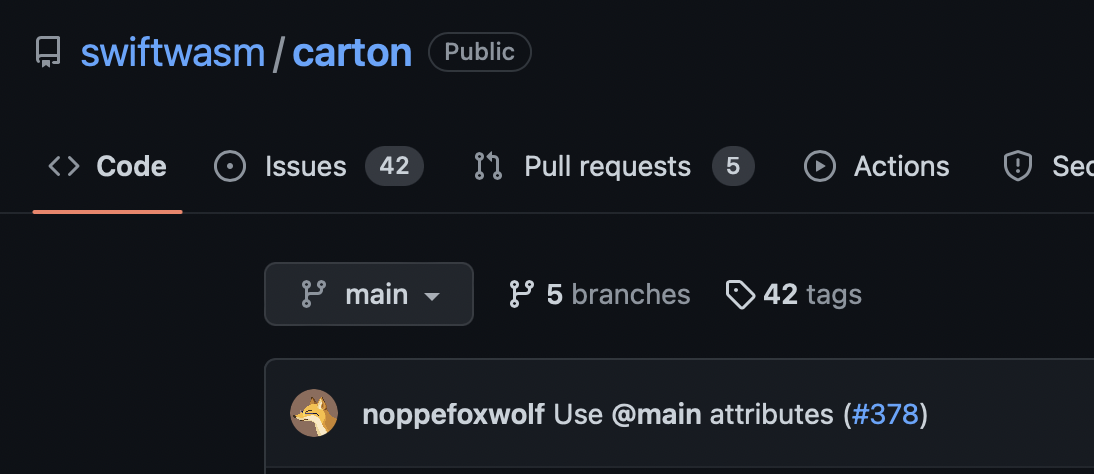 swiftwasm / carton Public
Code Issues 42 Pull requests 5 Actions
main 5 branches 42 tags
noppefoxwolf Use @main attributes (#378)